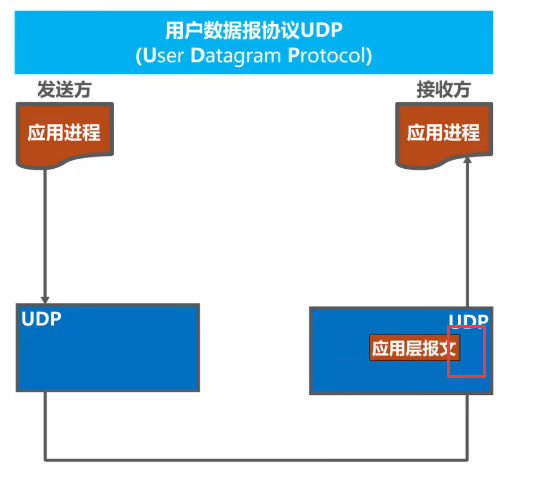 用户数据报协议UDP
(User Datagram Protocol)
发送方
接收方
应用进程
应用进程
UDP
UDP
应用层报文